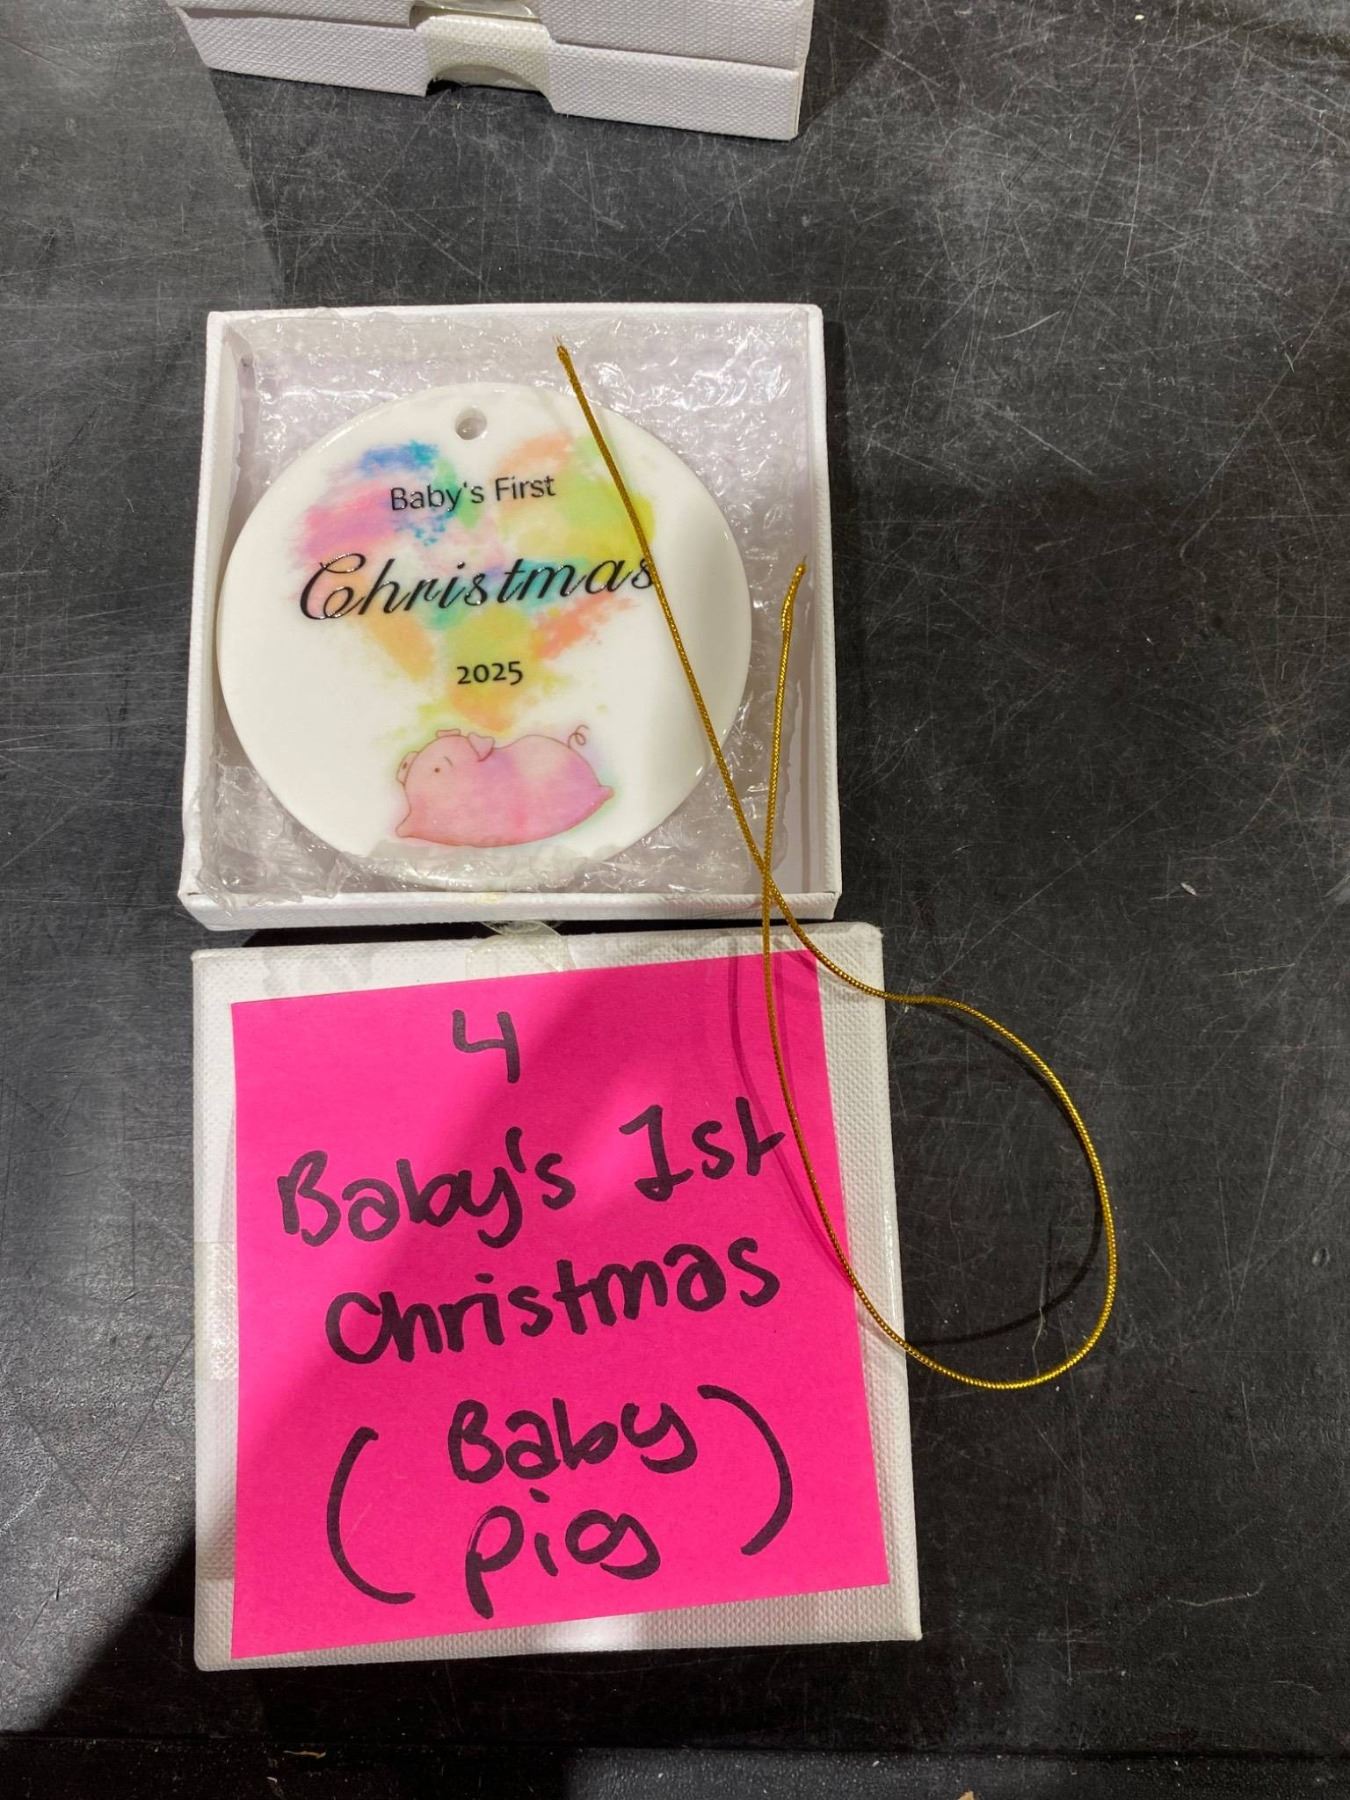 Baby's First
Christmas
2025
4
Baby's 1st
Christmas
(Baby
pig)